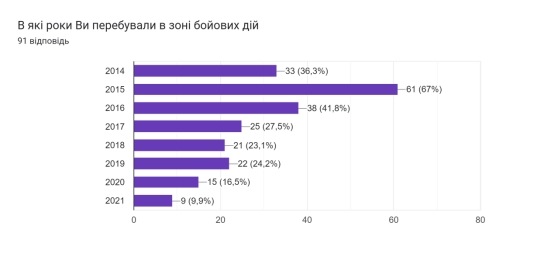 В які роки Ви перебували в зоні бойових дій
91 відповідь
2014 33 (36,3%)
2015 61 (67%)
2016 38 (41,8%)
2017 25 (27,5%)
2018 21 (23,1%)
2019 22 (24,2%)
2020 15 (16,5%)
2021 9 (9,9%)
0 20 40 60 80